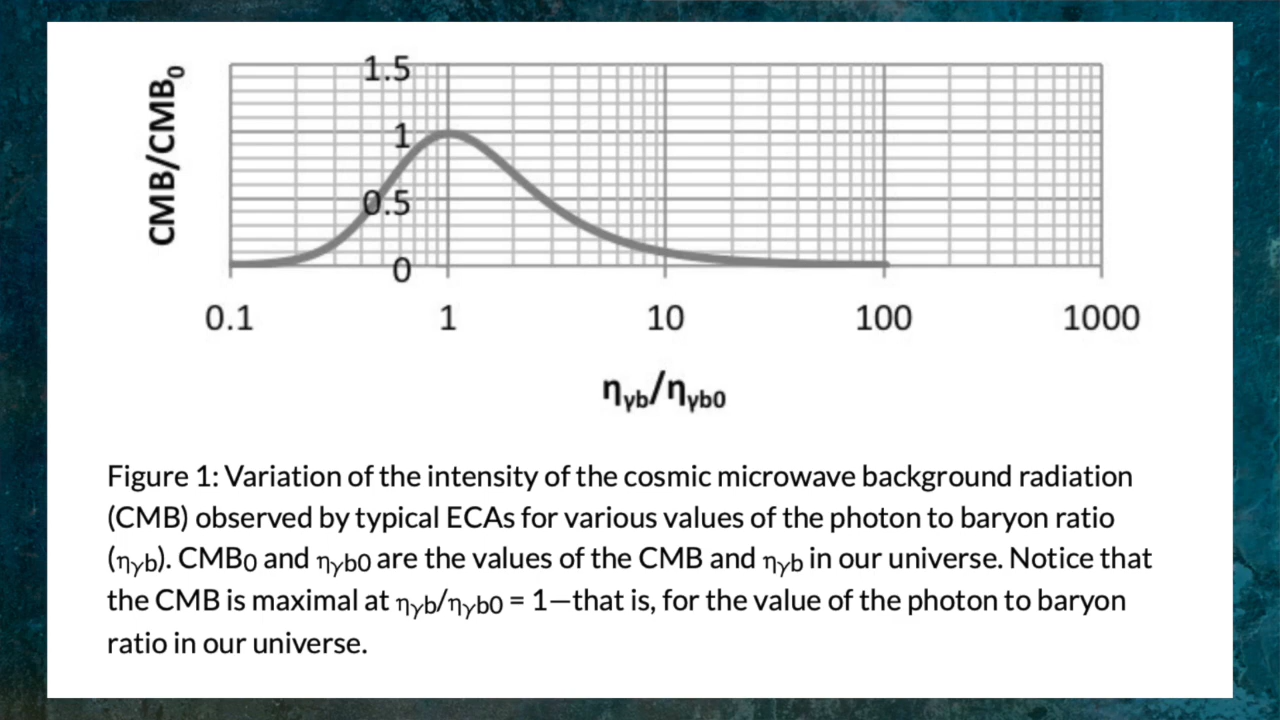 CMB/CMB₀
1.5
1
0.5
0
0.1 1 10 100 1000
ηγb/ηγb0
Figure 1: Variation of the intensity of the cosmic microwave background radiation
(CMB) observed by typical ECAs for various values of the photon to baryon ratio
(ηγb). CMB0 and ηγb0 are the values of the CMB and ηγb in our universe. Notice that
the CMB is maximal at ηγb/ηγb0 = 1—that is, for the value of the photon to baryon
ratio in our universe.